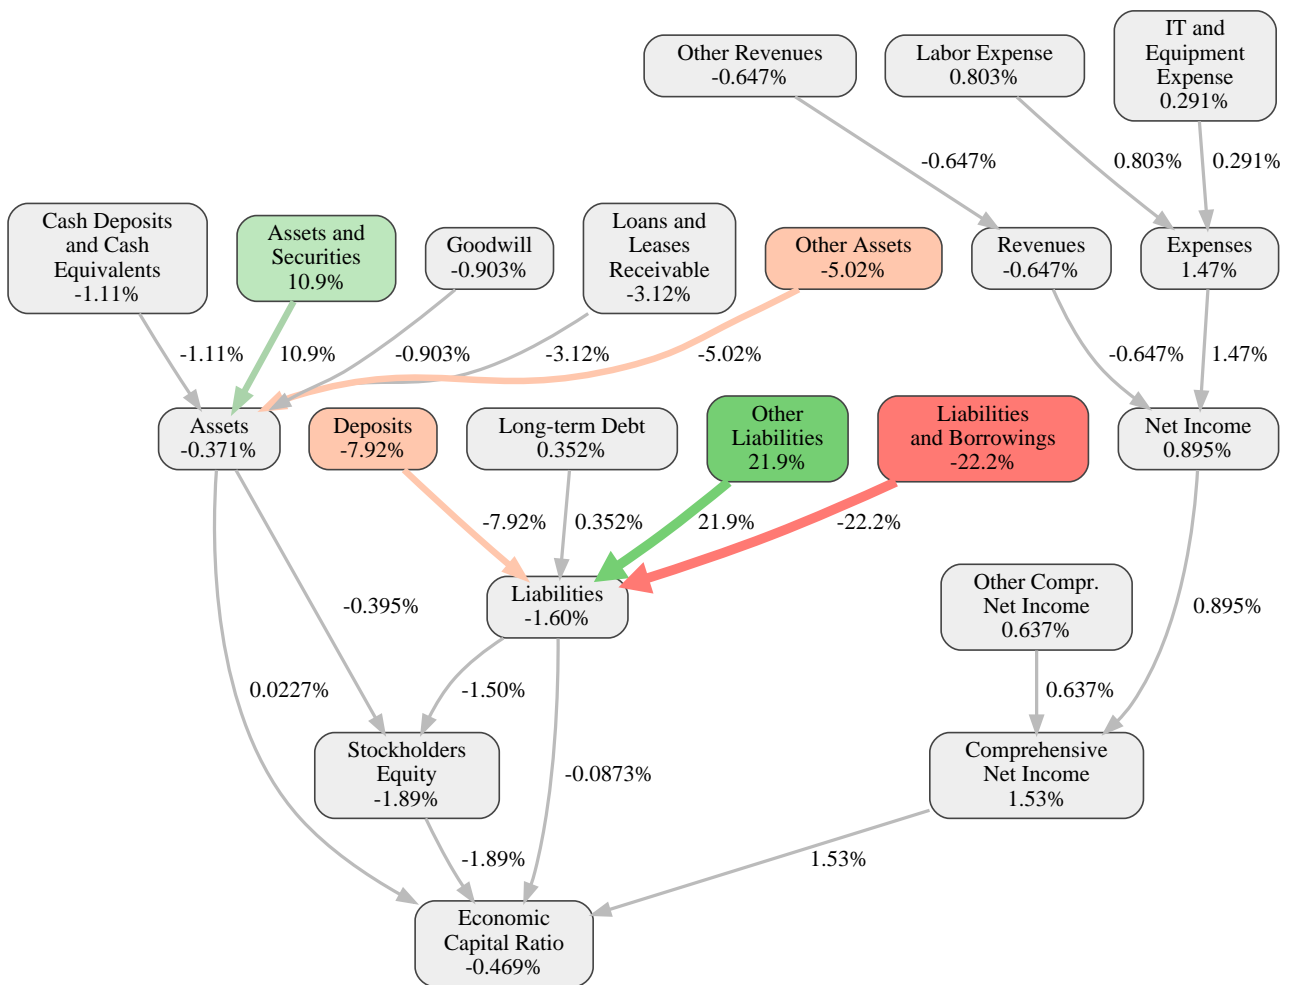 Other Revenues
-0.647%
Labor Expense
0.803%
IT and
Equipment
Expense
0.291%
-0.647%
0.803%
0.291%
Cash Deposits
and Cash
Equivalents
-1.11%
Assets and
Securities
10.9%
Goodwill
-0.903%
Loans and
Leases
Receivable
-3.12%
Other Assets
-5.02%
Revenues
-0.647%
Expenses
1.47%
-1.11%
10.9%
-0.903%
-3.12%
-5.02%
-0.647%
1.47%
Assets
-0.371%
Deposits
-7.92%
Long-term Debt
0.352%
Other
Liabilities
21.9%
Liabilities
and Borrowings
-22.2%
Net Income
0.895%
-7.92%
0.352%
21.9%
-22.2%
-0.395%
Liabilities
-1.60%
Other Compr.
Net Income
0.637%
0.895%
0.0227%
-1.50%
0.637%
Stockholders
Equity
-1.89%
-0.0873%
Comprehensive
Net Income
1.53%
-1.89%
1.53%
Economic
Capital Ratio
-0.469%